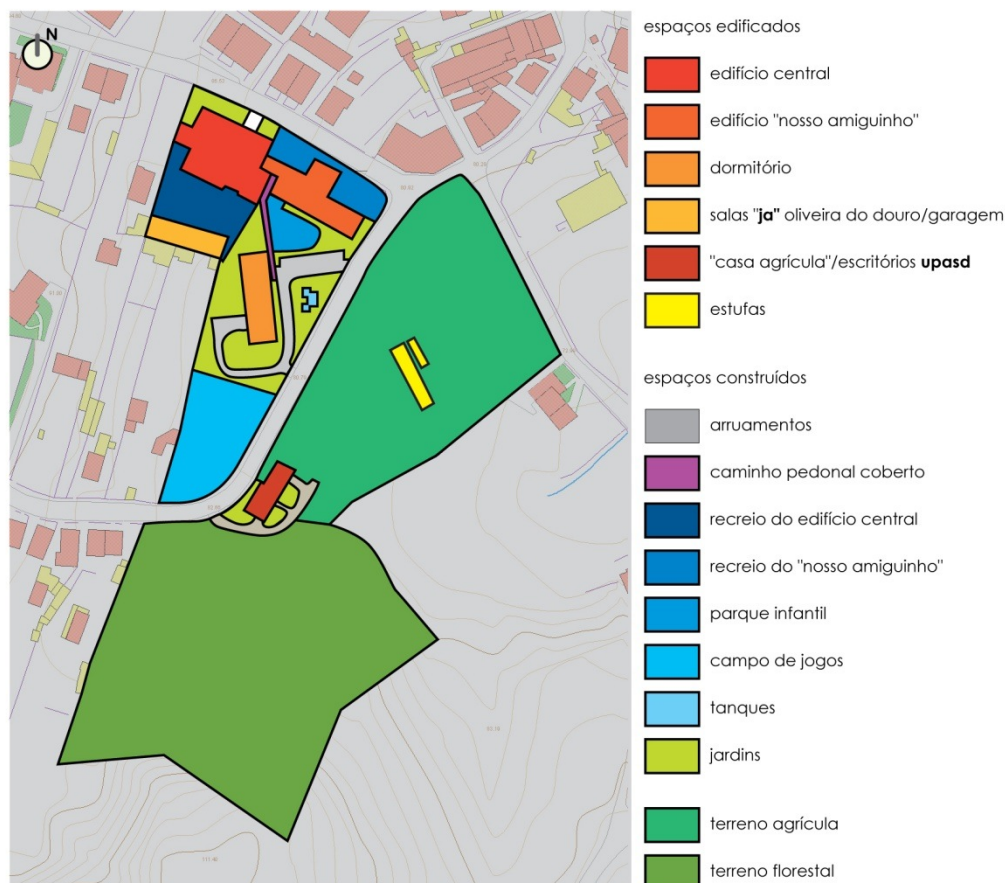 N
espaços edificados
edifício central
edifício "nosso amiguinho"
dormitório
salas "ja" oliveira do douro/garagem
"casa agrícula"/escritórios upasd
estufas
espaços construídos
arruamentos
caminho pedonal coberto
recreio do edifício central
recreio do "nosso amiguinho"
parque infantil
campo de jogos
tanques
jardins
terreno agrícula
terreno florestal